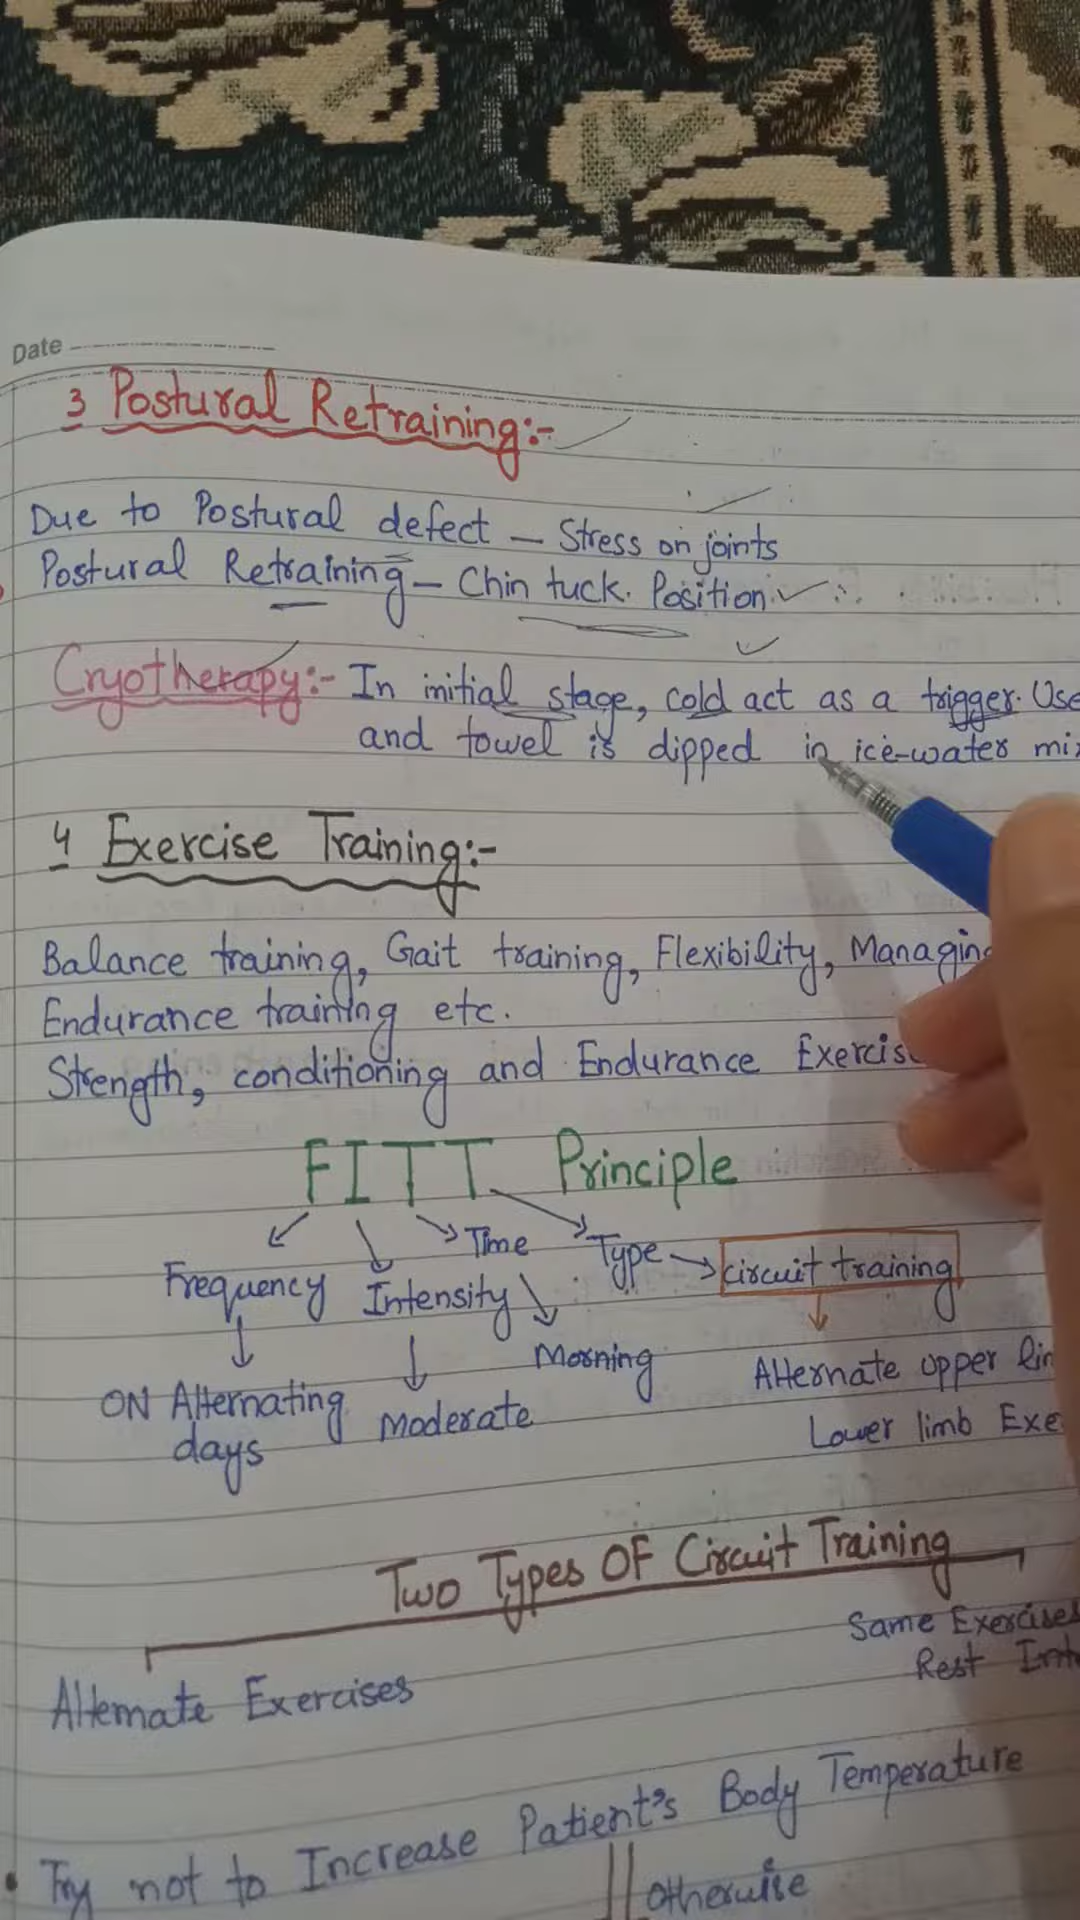 Date
3 Postural Retraining:-
Due to Postural defect – Stress on joints
Postural Retraining – Chin tuck Position.
Cryotherapy:- In initial stage, cold act as a trigger. Use
and towel is dipped in ice-water
4 Exercise Training:-
Balance training, Gait training, Flexibility, Managing
Endurance training etc.
Strength, conditioning and Endurance
FITT Principle
Frequency Intensity Time Type circuit training
ON Alternating days
Moderate
Morning
Alternate upper
Lower limb
Two Types OF Circuit Training
Alternate Exercises
Same Exercises
Rest
• Try not to Increase Patient's Body Temperature
otherwise